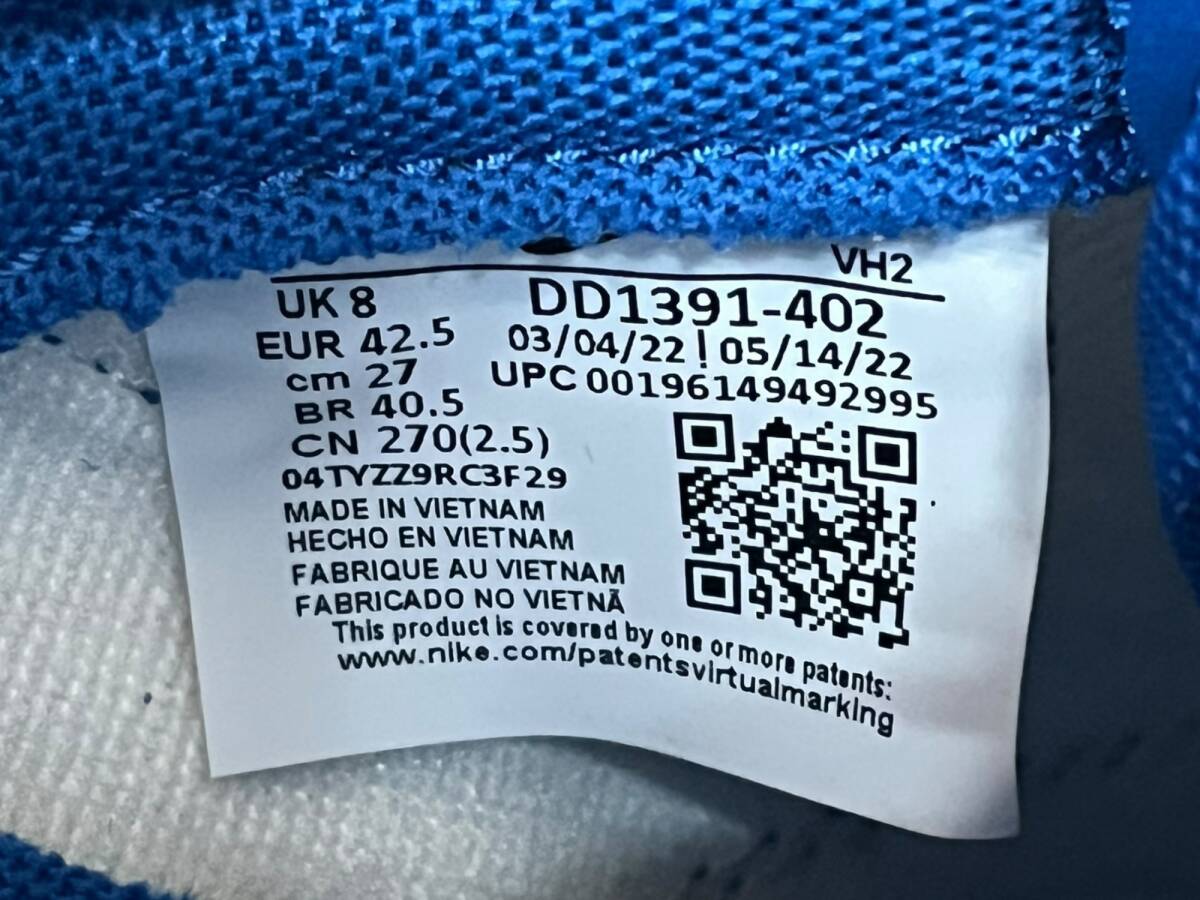 VH2
UK 8
DD1391-402
EUR 42.5
03/04/22 ! 05/14/22
cm 27
UPC 00196149492995
BR 40.5
CN 270(2.5)
04TYZZ9RC3F29
MADE IN VIETNAM
HECHO EN VIETNAM
FABRIQUE AU VIETNAM
FABRICADO NO VIETNÃ
This product is covered by one or more patents:
www.nike.com/patentsvirtualmarking